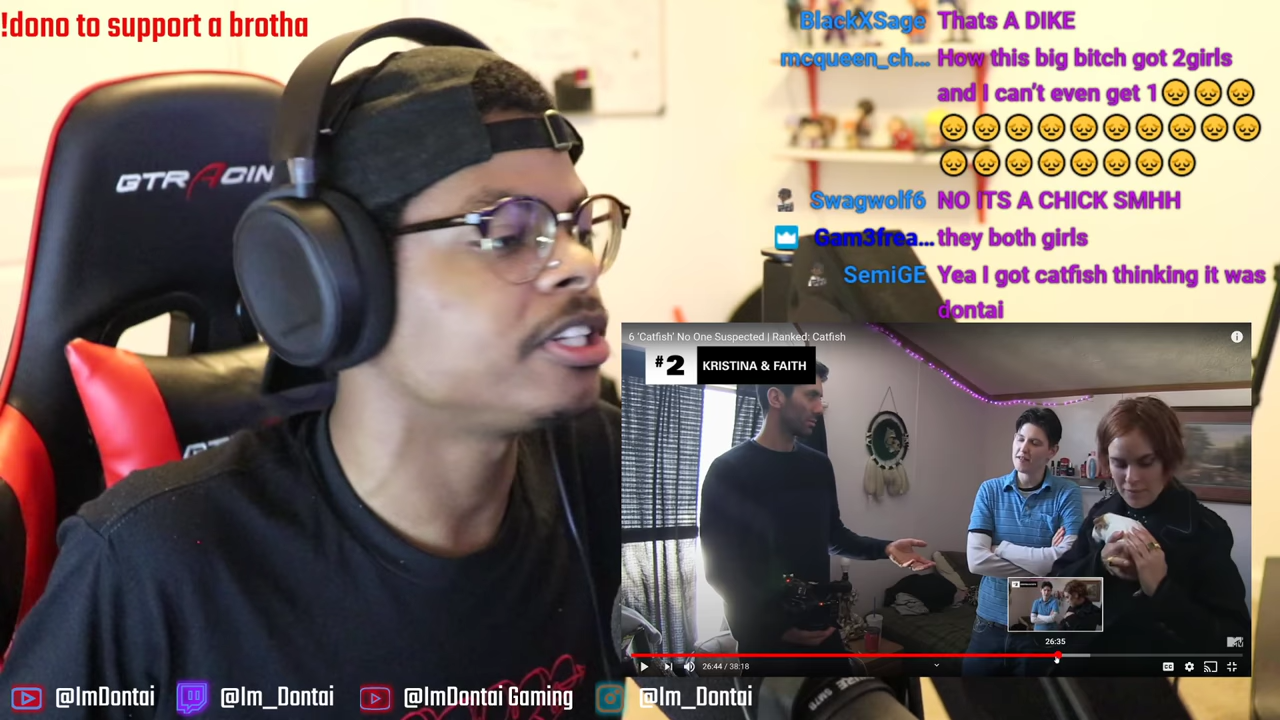 !dono to support a brotha
BlackXSage Thats A DIKE
mcqueen_ch... How this big bitch got 2girls
and I can't even get 1😞😞😞
😞😞😞😞😞😞😞😞😞😞
😞😞😞😞😞😞😞😞
Swagwolf6 NO ITS A CHICK SMHH
Gam3frea... they both girls
SemiGE Yea I got catfish thinking it was
dontai
GTRACIN
6 'Catfish' No One Suspected | Ranked: Catfish
#2 KRISTINA & FAITH
26:35
26:44 / 38:18
@ImDontai @Im_Dontai @ImDontai Gaming @Im_Dontai